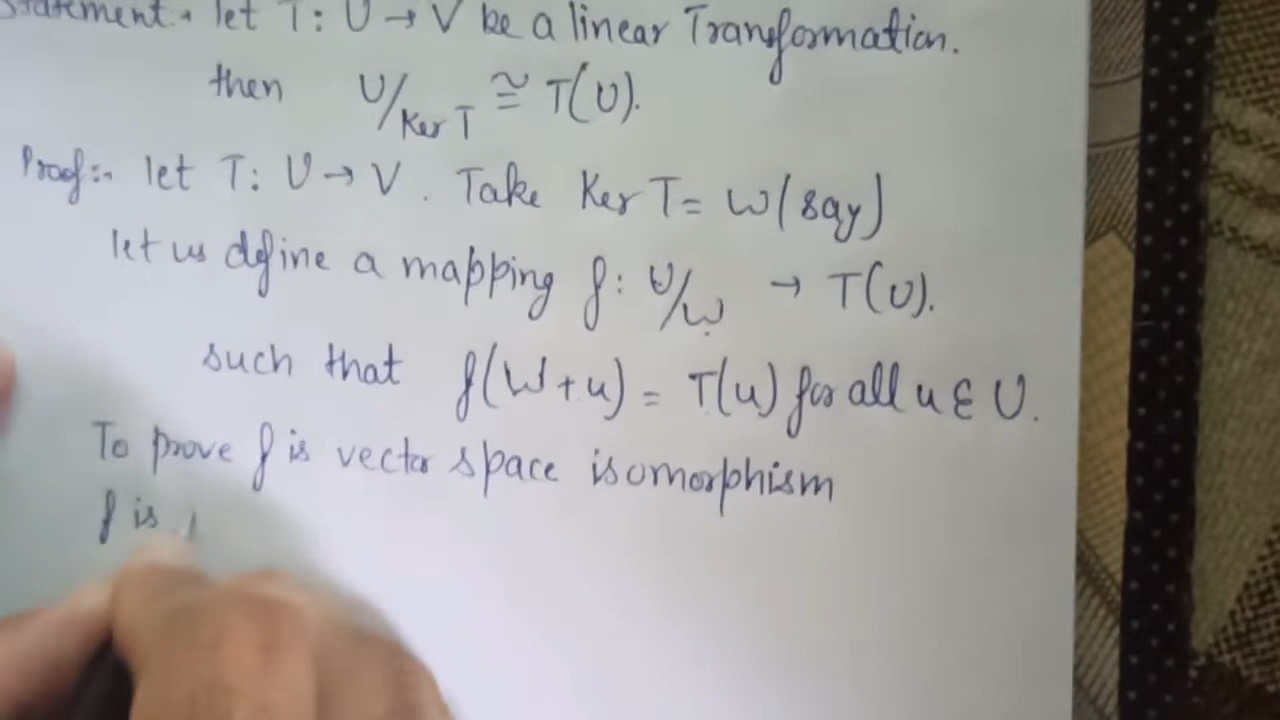 Statement. let T: U → V be a linear Transformation.
then U/Ker T ≅ T(U).
Proof:- let T: U → V. Take Ker T = W (say)
let us define a mapping f: U/W → T(U).
such that f(W+u) = T(u) for all u ∈ U.
To prove f is vector space isomorphism
f is